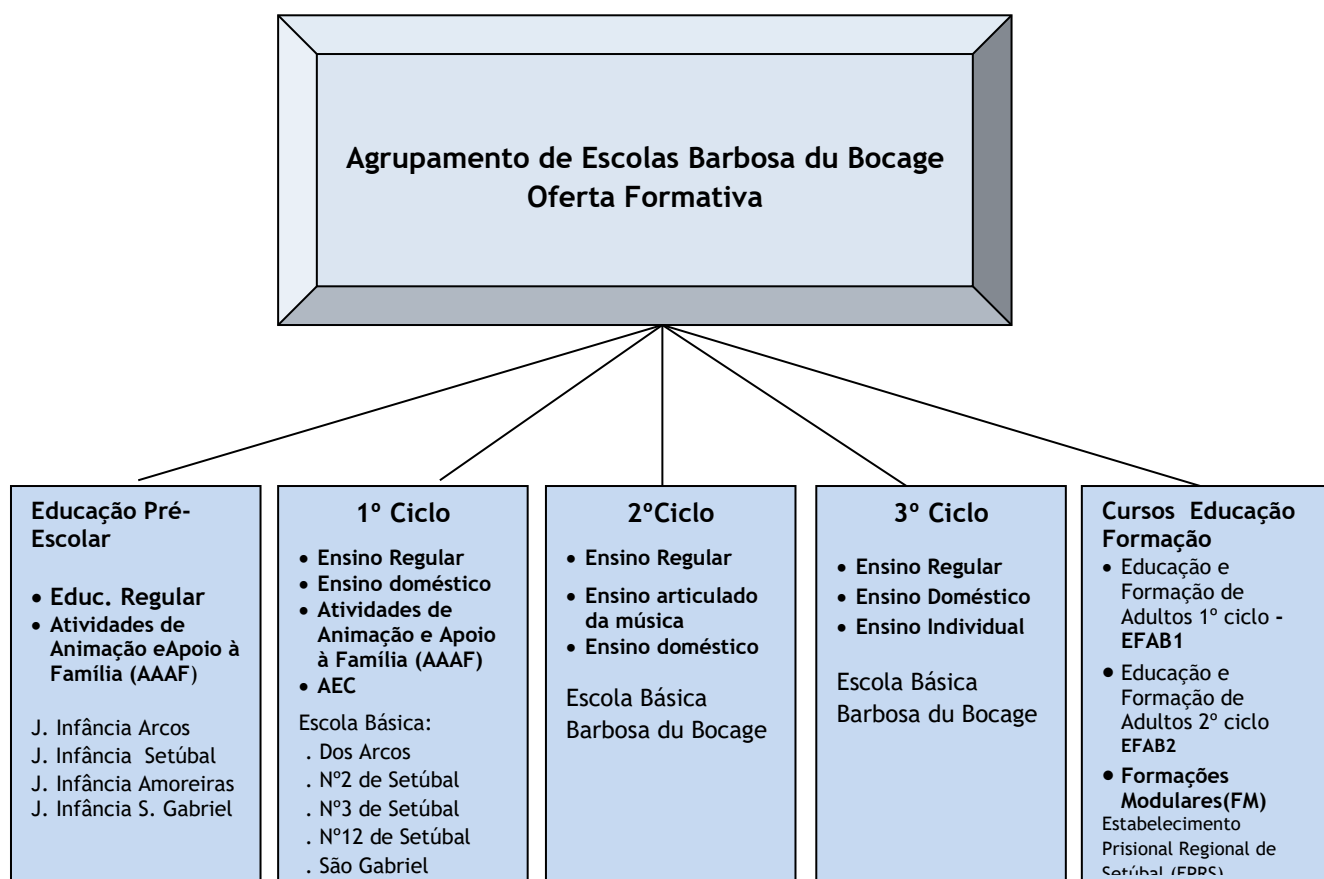 Agrupamento de Escolas Barbosa du Bocage
Oferta Formativa
Educação Pré-
Escolar
• Educ. Regular
• Atividades de
Animação eApoio à
Família (AAAF)
J. Infância Arcos
J. Infância Setúbal
J. Infância Amoreiras
J. Infância S. Gabriel
1º Ciclo
• Ensino Regular
• Ensino doméstico
• Atividades de
Animação e Apoio
à Família (AAAF)
• AEC
Escola Básica:
. Dos Arcos
. Nº2 de Setúbal
. Nº3 de Setúbal
. Nº12 de Setúbal
. São Gabriel
2ºCiclo
• Ensino Regular
• Ensino articulado
da música
• Ensino doméstico
Escola Básica
Barbosa du Bocage
3º Ciclo
• Ensino Regular
• Ensino Doméstico
• Ensino Individual
Escola Básica
Barbosa du Bocage
Cursos Educação
Formação
• Educação e
Formação de
Adultos 1º ciclo -
EFAB1
• Educação e
Formação de
Adultos 2º ciclo
EFAB2
• Formações
Modulares(FM)
Estabelecimento
Prisional Regional de
Setúbal (EPRS)